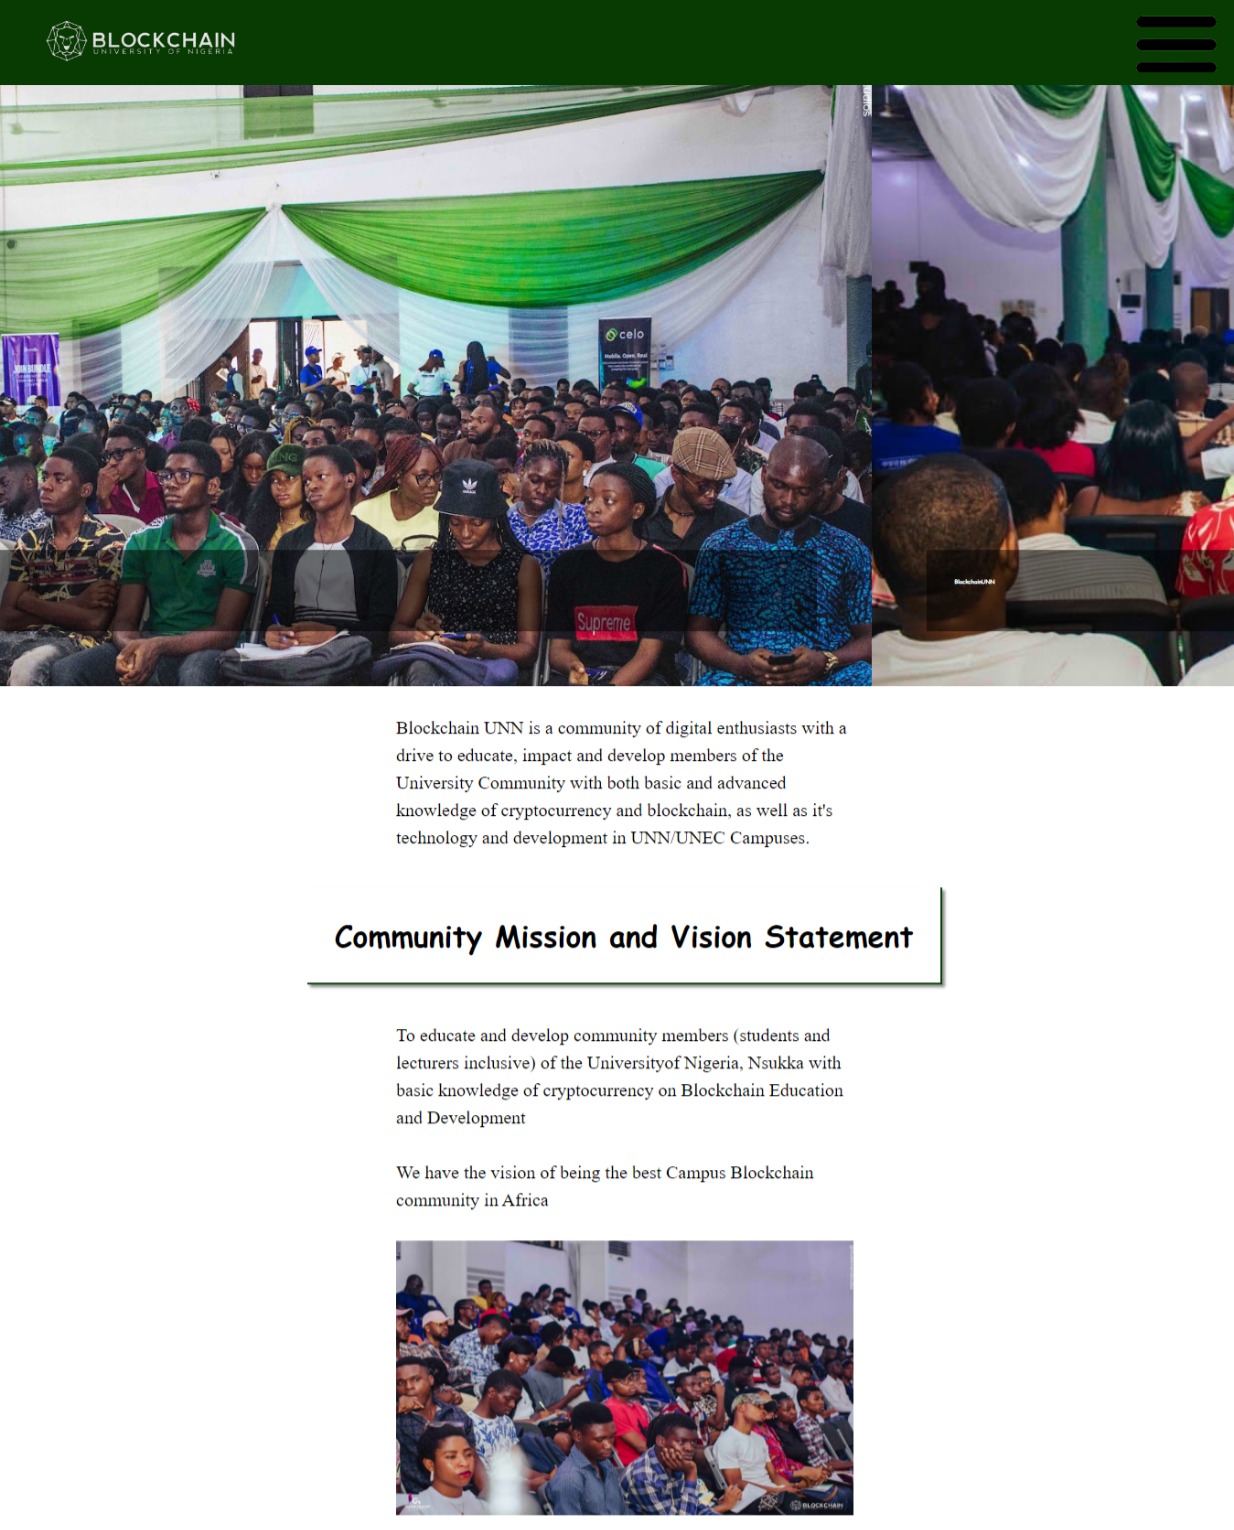 BLOCKCHAIN
UNIVERSITY OF NIGERIA
JOIN BUNDLE
celo
Mobile. Open. Real
Supreme
BlockchainUNN
Blockchain UNN is a community of digital enthusiasts with a
drive to educate, impact and develop members of the
University Community with both basic and advanced
knowledge of cryptocurrency and blockchain, as well as it's
technology and development in UNN/UNEC Campuses.
Community Mission and Vision Statement
To educate and develop community members (students and
lecturers inclusive) of the Universityof Nigeria, Nsukka with
basic knowledge of cryptocurrency on Blockchain Education
and Development
We have the vision of being the best Campus Blockchain
community in Africa
BLOCKCHAIN